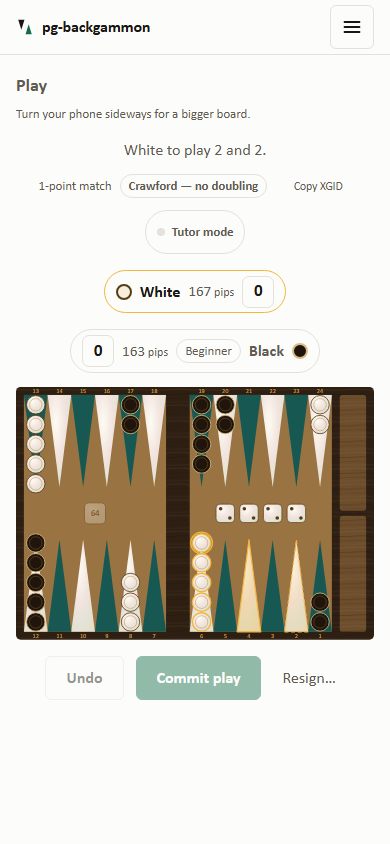 pg-backgammon
Play
Turn your phone sideways for a bigger board.
White to play 2 and 2.
1-point match Crawford — no doubling Copy XGID
Tutor mode
White 167 pips 0
0 163 pips Beginner Black
13 14 15 16 17 18 19 20 21 22 23 24
64
12 11 10 9 8 7 6 5 4 3 2 1
Undo Commit play Resign...